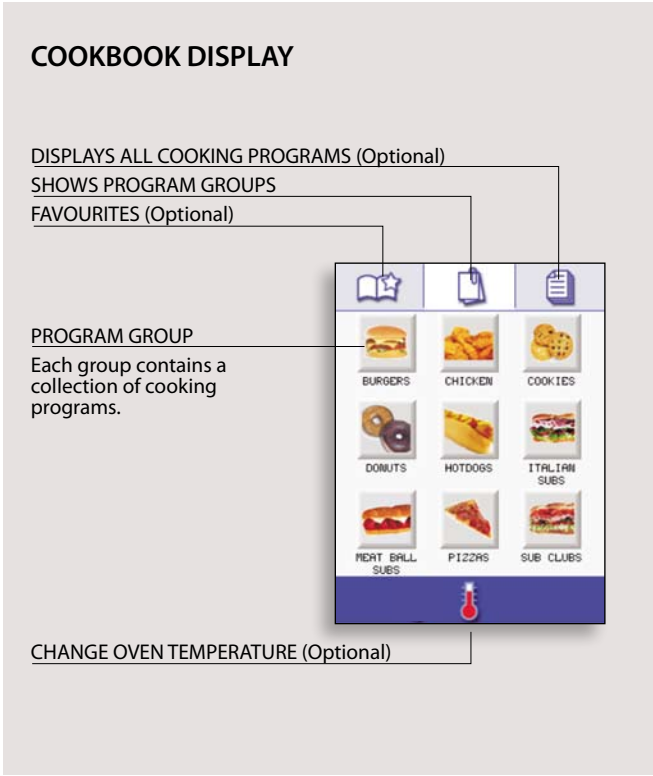 COOKBOOK DISPLAY
DISPLAYS ALL COOKING PROGRAMS (Optional)
SHOWS PROGRAM GROUPS
FAVOURITES (Optional)
PROGRAM GROUP
Each group contains a
collection of cooking
programs.
BURGERS
CHICKEN
COOKIES
DONUTS
HOTDOGS
ITALIAN
SUBS
MEAT BALL
SUBS
PIZZAS
SUB CLUBS
CHANGE OVEN TEMPERATURE (Optional)